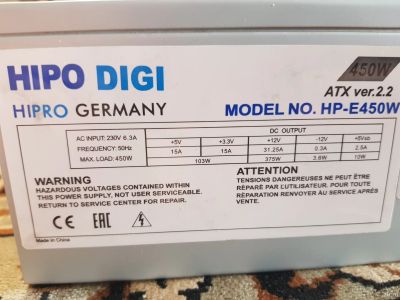 HIPO DIGI
450W
ATX ver.2.2
HIPRO GERMANY
MODEL NO. HP-E450W
AC INPUT: 230V 6.3A
FREQUENCY: 50Hz
MAX. LOAD: 450W
DC OUTPUT
+5V +3.3V +12V -12V +5Vsb
15A 15A 31.25A 0.3A 2.5A
103W 375W 3.6W 10W
WARNING
HAZARDOUS VOLTAGES CONTAINED WITHIN
THIS POWER SUPPLY, NOT USER SERVICEABLE.
RETURN TO SERVICE CENTER FOR REPAIR.
ATTENTION
TENSIONS DANGEREUSES NE PEUT ÊTRE
RÉPARÉ PAR L'UTILISATEUR. POUR TOUTE
RÉPARATION RENVOYER AU SERVICE APRÉS-
VENTE.
CE
EAC
Made in China